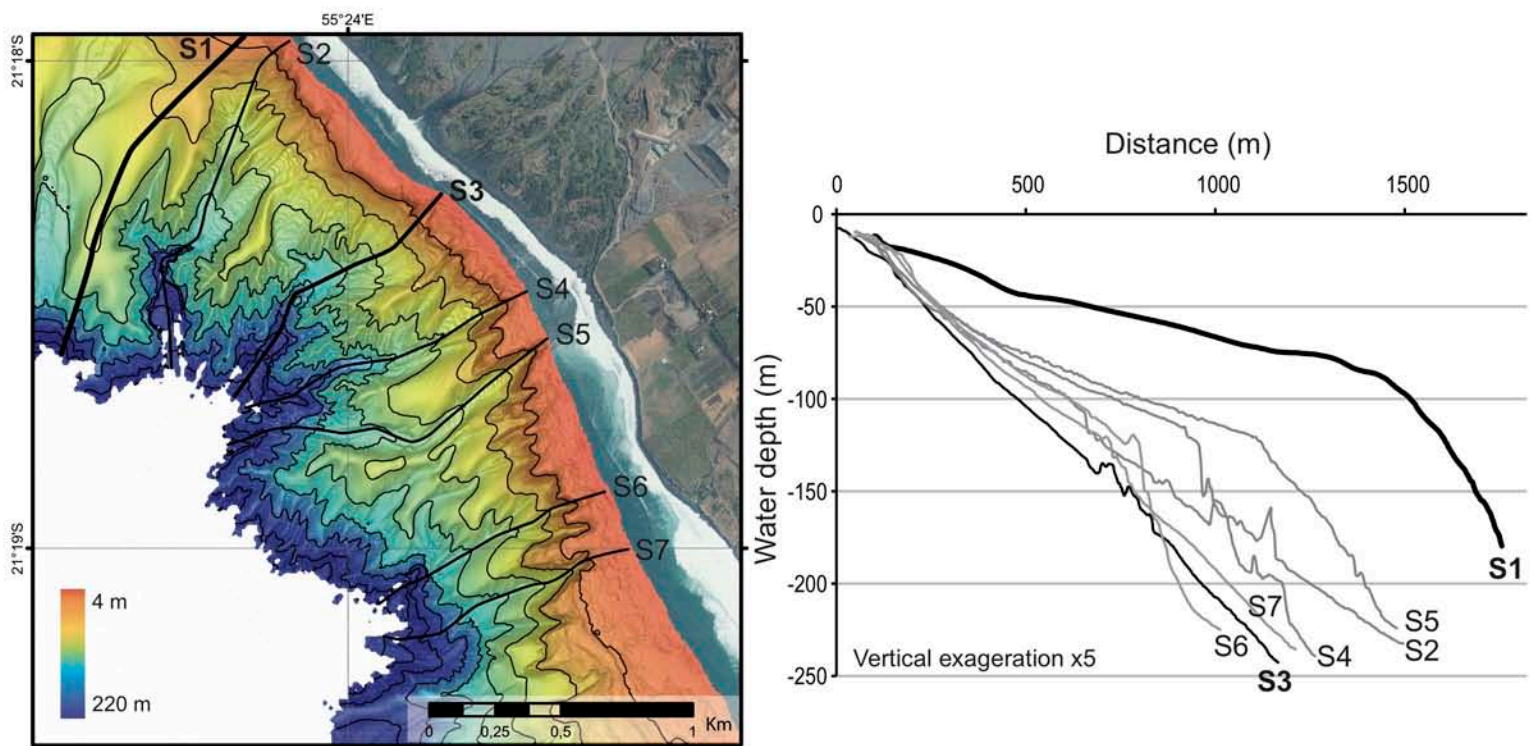 55°24'E
21°18'S
S1
S2
S3
S4
S5
S6
S7
21°19'S
4 m
220 m
0
0,25
0,5
1
Km
Distance (m)
0
500
1000
1500
Water depth (m)
0
-50
-100
-150
-200
-250
S1
S5
S2
S7
S6
S4
S3
Vertical exageration x5